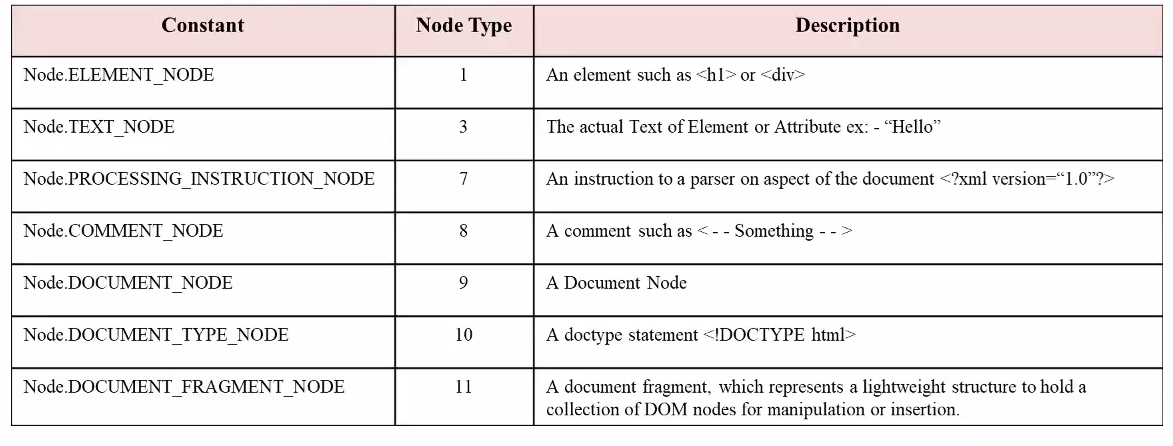 Constant Node Type Description
Node.ELEMENT_NODE 1 An element such as <h1> or <div>
Node.TEXT_NODE 3 The actual Text of Element or Attribute ex: - “Hello”
Node.PROCESSING_INSTRUCTION_NODE 7 An instruction to a parser on aspect of the document <?xml version=“1.0”?>
Node.COMMENT_NODE 8 A comment such as < - - Something - - >
Node.DOCUMENT_NODE 9 A Document Node
Node.DOCUMENT_TYPE_NODE 10 A doctype statement <!DOCTYPE html>
Node.DOCUMENT_FRAGMENT_NODE 11 A document fragment, which represents a lightweight structure to hold a
collection of DOM nodes for manipulation or insertion.